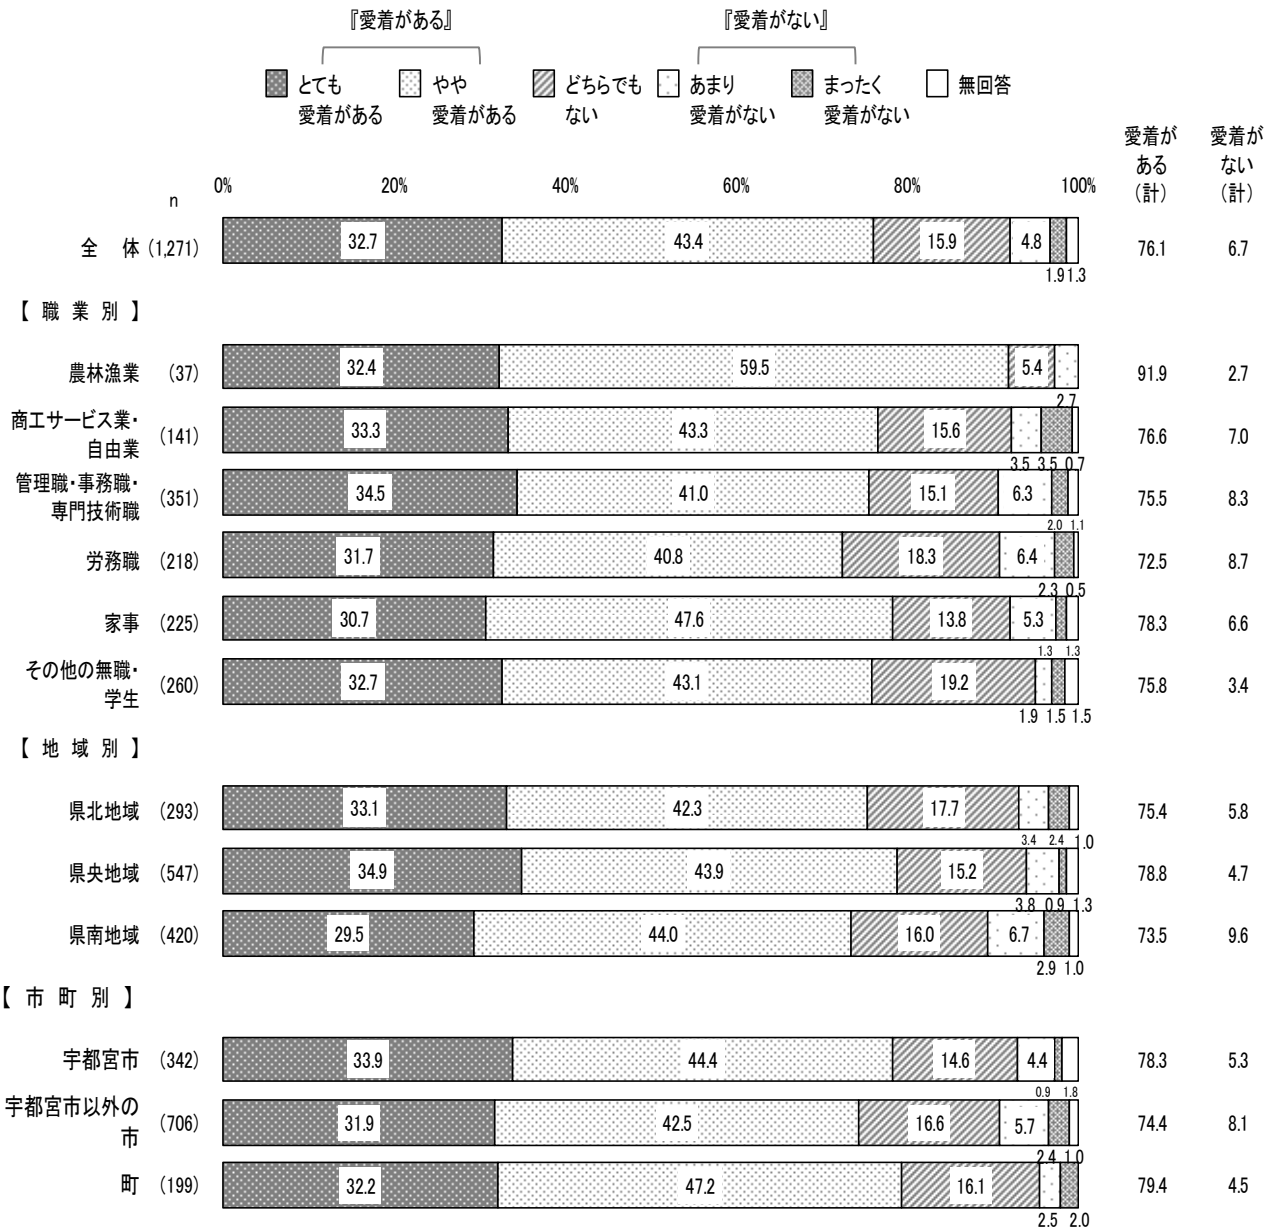 『愛着がある』 『愛着がない』
とても やや どちらでも あまり まったく 無回答
愛着がある 愛着がある ない 愛着がない 愛着がない
愛着が 愛着が
ある ない
(計) (計)
0% 20% 40% 60% 80% 100%
n
全 体 (1,271) 32.7 43.4 15.9 4.8 76.1 6.7
1.9 1.3
【 職 業 別 】
農林漁業 (37) 32.4 59.5 5.4 91.9 2.7
2.7
商工サービス業・
自由業 (141) 33.3 43.3 15.6 76.6 7.0
3.5 3.5 0.7
管理職・事務職・
専門技術職 (351) 34.5 41.0 15.1 6.3 75.5 8.3
2.0 1.1
労務職 (218) 31.7 40.8 18.3 6.4 72.5 8.7
2.3 0.5
家事 (225) 30.7 47.6 13.8 5.3 78.3 6.6
1.3 1.3
その他の無職・
学生 (260) 32.7 43.1 19.2 75.8 3.4
1.9 1.5 1.5
【 地 域 別 】
県北地域 (293) 33.1 42.3 17.7 75.4 5.8
3.4 2.4 1.0
県央地域 (547) 34.9 43.9 15.2 78.8 4.7
3.8 0.9 1.3
県南地域 (420) 29.5 44.0 16.0 6.7 73.5 9.6
2.9 1.0
【 市 町 別 】
宇都宮市 (342) 33.9 44.4 14.6 4.4 78.3 5.3
0.9 1.8
宇都宮市以外の
市 (706) 31.9 42.5 16.6 5.7 74.4 8.1
2.4 1.0
町 (199) 32.2 47.2 16.1 79.4 4.5
2.5 2.0